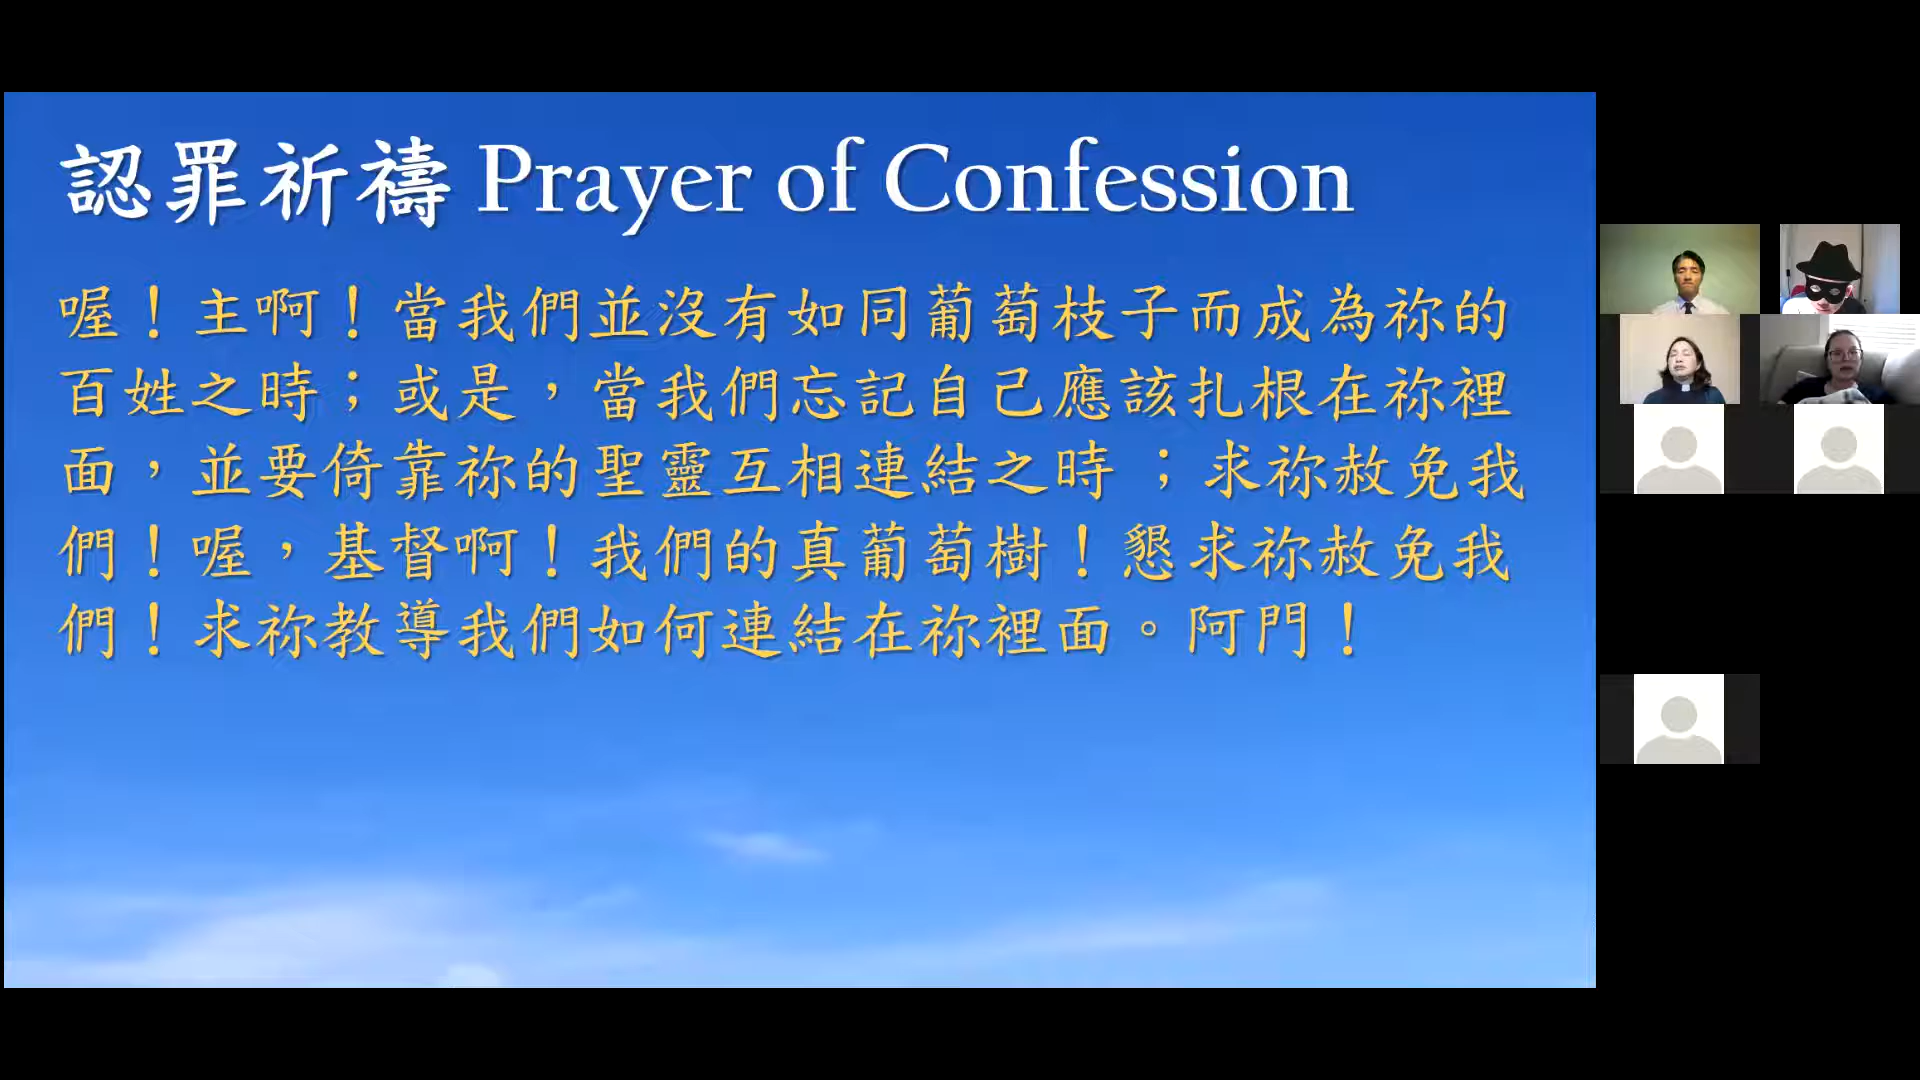 認罪祈禱 Prayer of Confession
喔！主啊！當我們並沒有如同葡萄枝子而成為祢的
百姓之時；或是，當我們忘記自己應該扎根在祢裡
面，並要倚靠祢的聖靈互相連結之時 ；求祢赦免我
們！喔，基督啊！我們的真葡萄樹！懇求祢赦免我
們！求祢教導我們如何連結在祢裡面。阿門！